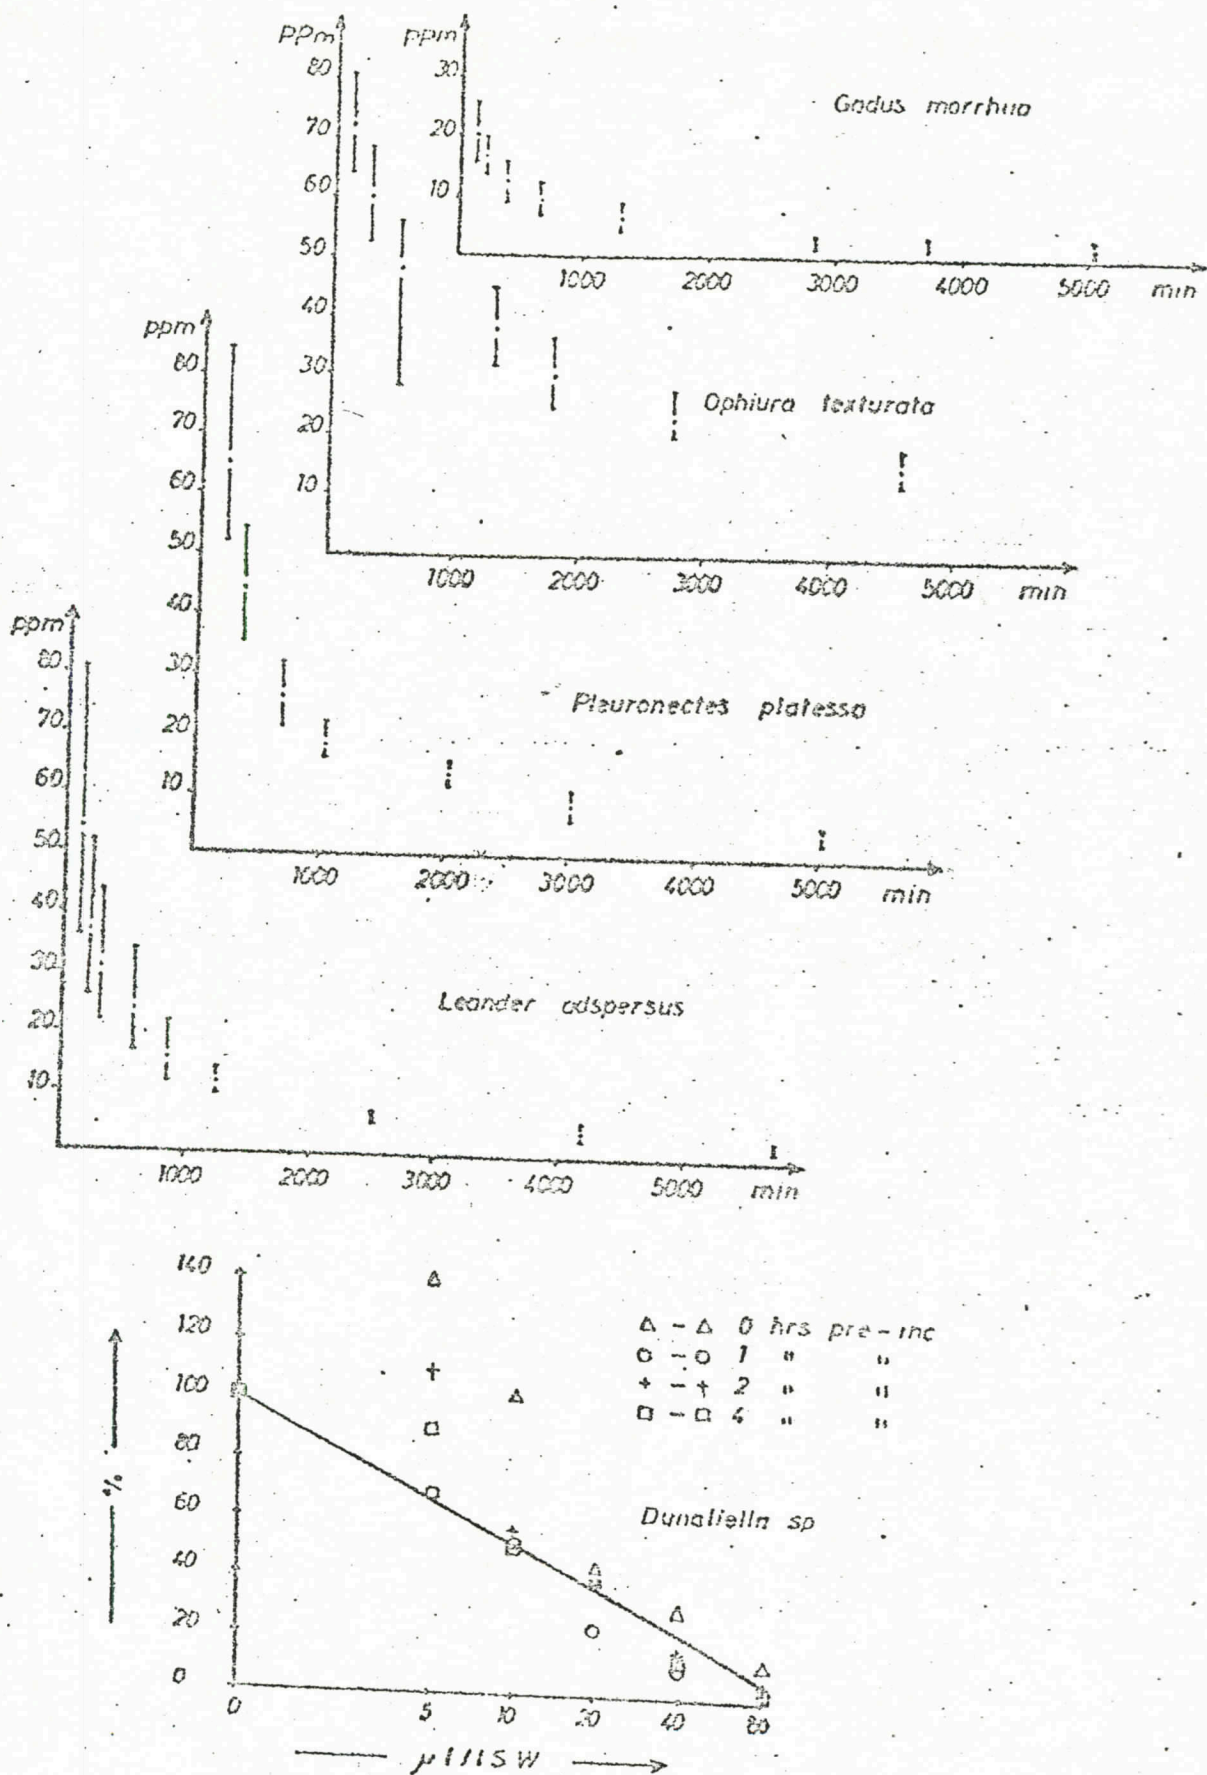 PPm
80
70
60
50
40
30
20
10
1000 2000 3000 4000 5000 min
Ophiura texturata
ppm
30
20
10
1000 2000 3000 4000 5000 min
Gadus morrhua
ppm
80
70
60
50
40
30
20
10
1000 2000 3000 4000 5000 min
Pleuronectes platessa
ppm
80
70
60
50
40
30
20
10
1000 2000 3000 4000 5000 min
Leander adspersus
140
120
100
80
60
40
20
0
%
0 5 10 20 40 80
µl/lSW
Δ - Δ 0 hrs pre-inc
O - O 1 " "
+ - + 2 " "
□ - □ 4 " "
Dunaliella sp